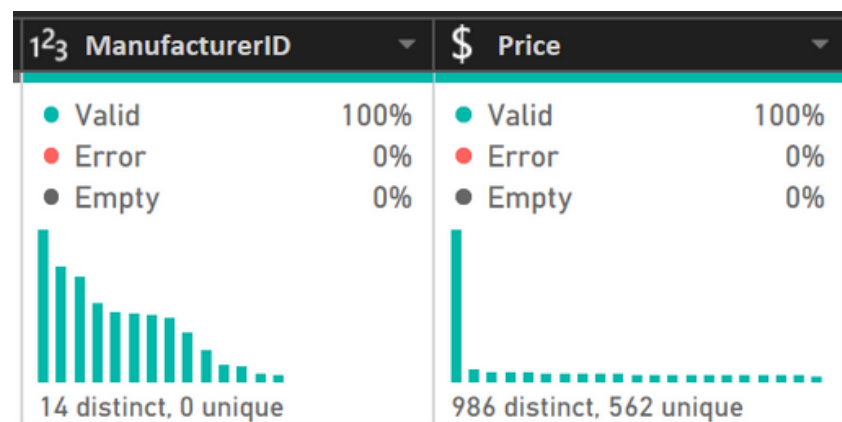 1²3 ManufacturerID
$ Price
Valid 100%
Error 0%
Empty 0%
Valid 100%
Error 0%
Empty 0%
14 distinct, 0 unique
986 distinct, 562 unique